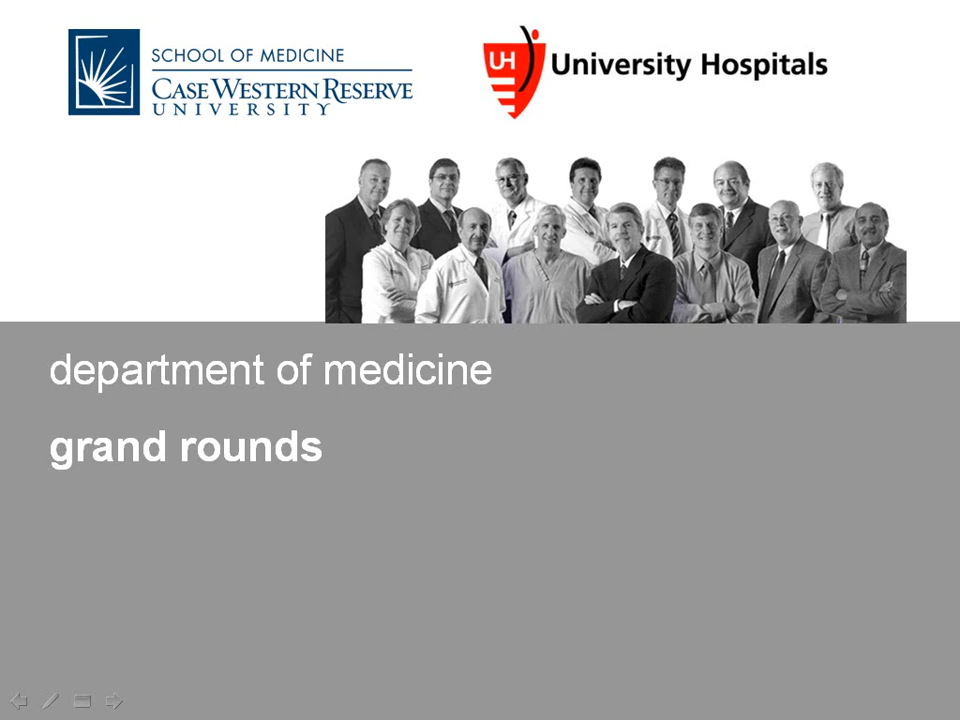 SCHOOL OF MEDICINE
CASE WESTERN RESERVE
UNIVERSITY
UH
University Hospitals
department of medicine
grand rounds